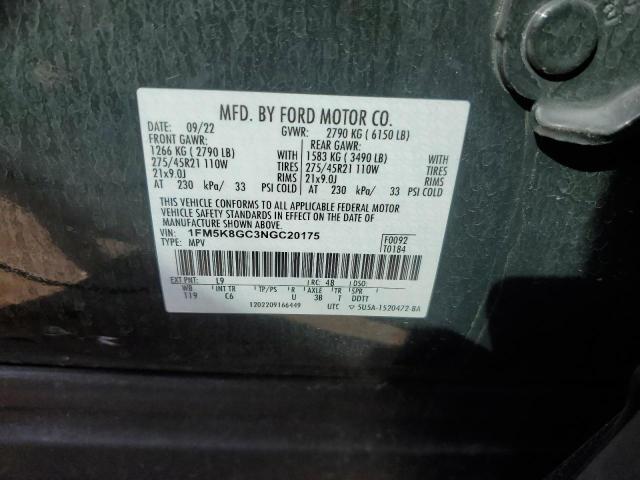 MFD. BY FORD MOTOR CO.
DATE: 09/22 GVWR: 2790 KG ( 6150 LB)
FRONT GAWR: REAR GAWR:
1266 KG ( 2790 LB) WITH 1583 KG ( 3490 LB) WITH
275/45R21 110W TIRES 275/45R21 110W TIRES
21x9.0J RIMS 21x9.0J RIMS
AT 230 kPa/ 33 PSI COLD AT 230 kPa/ 33 PSI COLD
THIS VEHICLE CONFORMS TO ALL APPLICABLE FEDERAL MOTOR
VEHICLE SAFETY STANDARDS IN EFFECT ON THE DATE OF
MANUFACTURE SHOWN ABOVE.
VIN: 1FM5K8GC3NGC20175 F0092
TYPE: MPV T0184
EXT PNT: L9 RC: 48 DSO:
WB INT TR TP/PS R AXLE TR SPR
119 C6 U 3B T DDTT
1202209166449 UTC ▽ 5U5A-1520472-BA